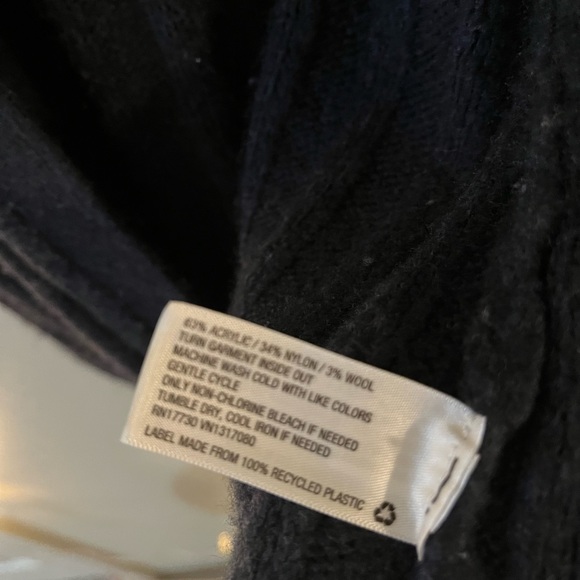 63% ACRYLIC / 34% NYLON / 3% WOOL
TURN GARMENT INSIDE OUT
MACHINE WASH COLD WITH LIKE COLORS
GENTLE CYCLE
ONLY NON-CHLORINE BLEACH IF NEEDED
TUMBLE DRY, COOL IRON IF NEEDED
RN17730 VN1317080
LABEL MADE FROM 100% RECYCLED PLASTIC